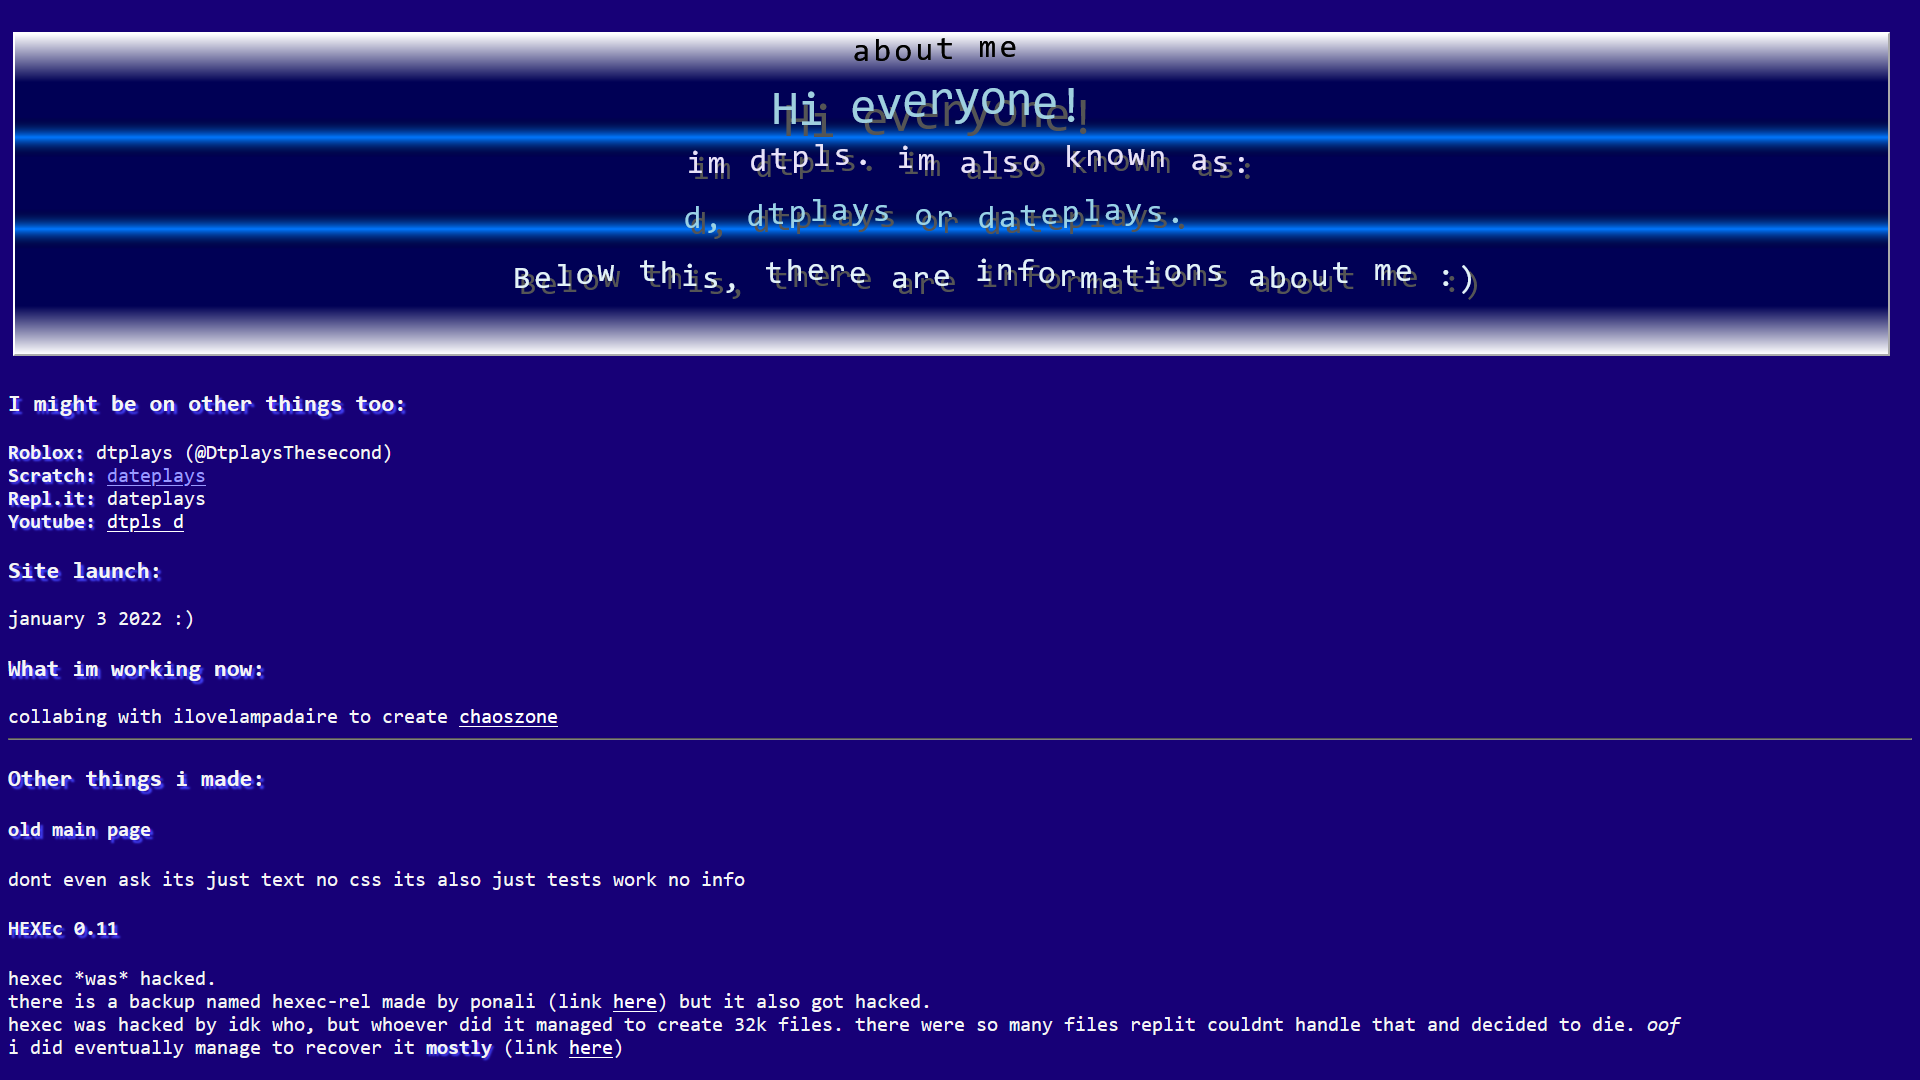 about me
Hi everyone!
im dtpls. im also known as:
d, dtplays or dateplays.
Below this, there are informations about me :)
I might be on other things too:
Roblox: dtplays (@DtplaysThesecond)
Scratch: dateplays
Repl.it: dateplays
Youtube: dtpls d
Site launch:
january 3 2022 :)
What im working now:
collabing with ilovelampadaire to create chaoszone
Other things i made:
old main page
dont even ask its just text no css its also just tests work no info
HEXEc 0.11
hexec *was* hacked.
there is a backup named hexec-rel made by ponali (link here) but it also got hacked.
hexec was hacked by idk who, but whoever did it managed to create 32k files. there were so many files replit couldnt handle that and decided to die. oof
i did eventually manage to recover it mostly (link here)